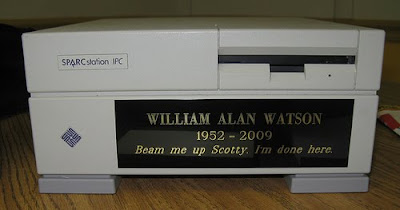 SPARCstation IPC
WILLIAM ALAN WATSON
1952 - 2009
Beam me up Scotty. I'm done here.